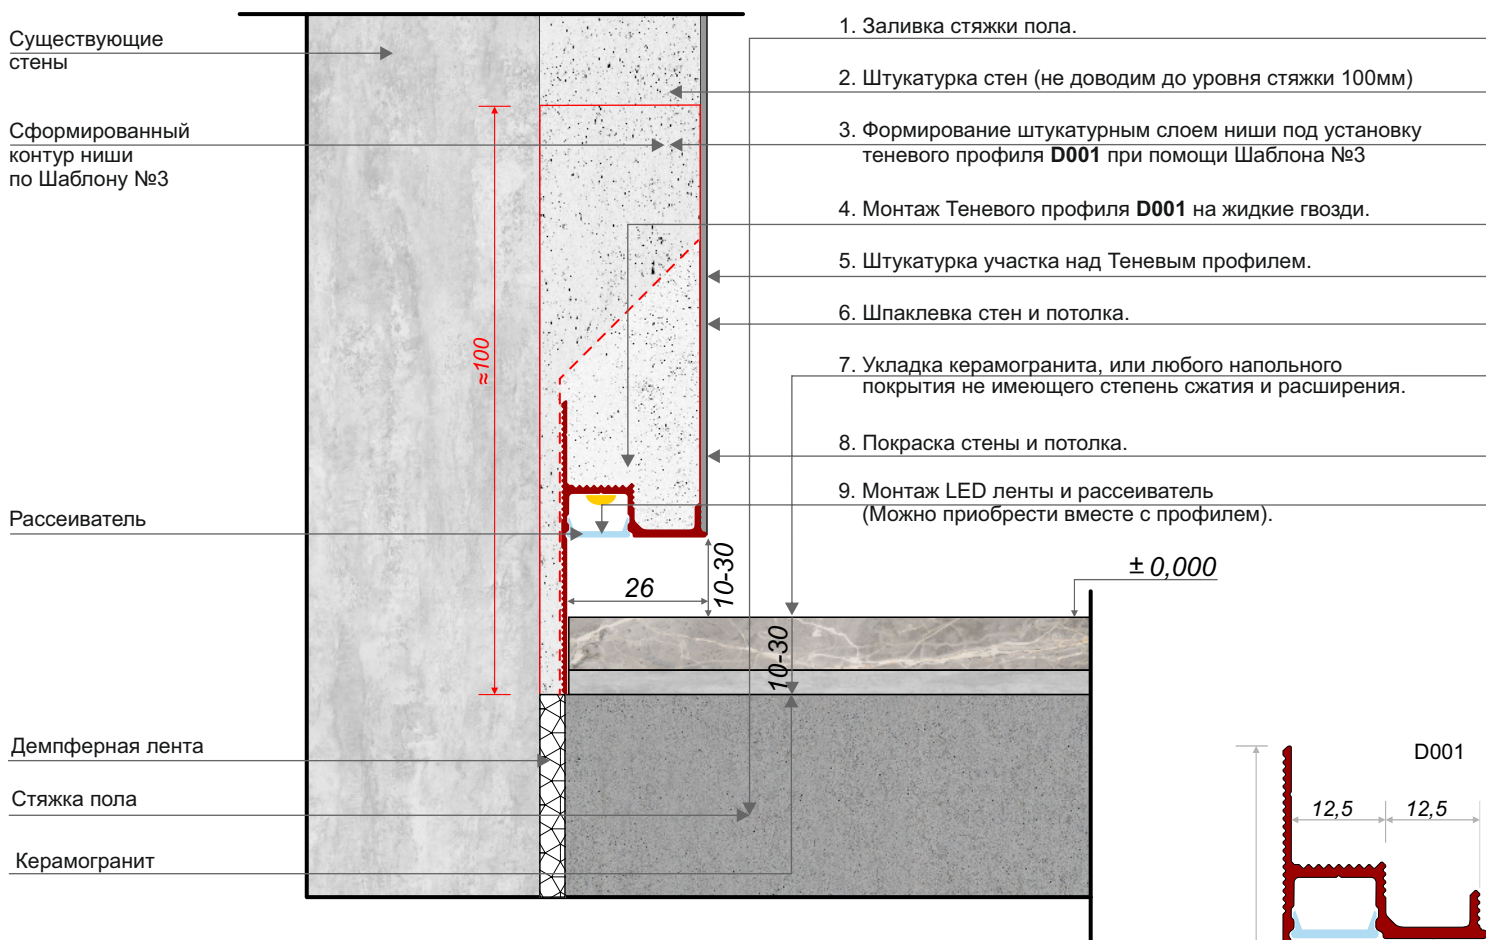 Существующие
стены
Сформированный
контур ниши
по Шаблону №3
Рассеиватель
Демпферная лента
Стяжка пола
Керамогранит
≈100
26
10-30
10-30
± 0,000
1. Заливка стяжки пола.
2. Штукатурка стен (не доводим до уровня стяжки 100мм)
3. Формирование штукатурным слоем ниши под установку
теневого профиля D001 при помощи Шаблона №3
4. Монтаж Теневого профиля D001 на жидкие гвозди.
5. Штукатурка участка над Теневым профилем.
6. Шпаклевка стен и потолка.
7. Укладка керамогранита, или любого напольного
покрытия не имеющего степень сжатия и расширения.
8. Покраска стены и потолка.
9. Монтаж LED ленты и рассеиватель
(Можно приобрести вместе с профилем).
D001
12,5
12,5